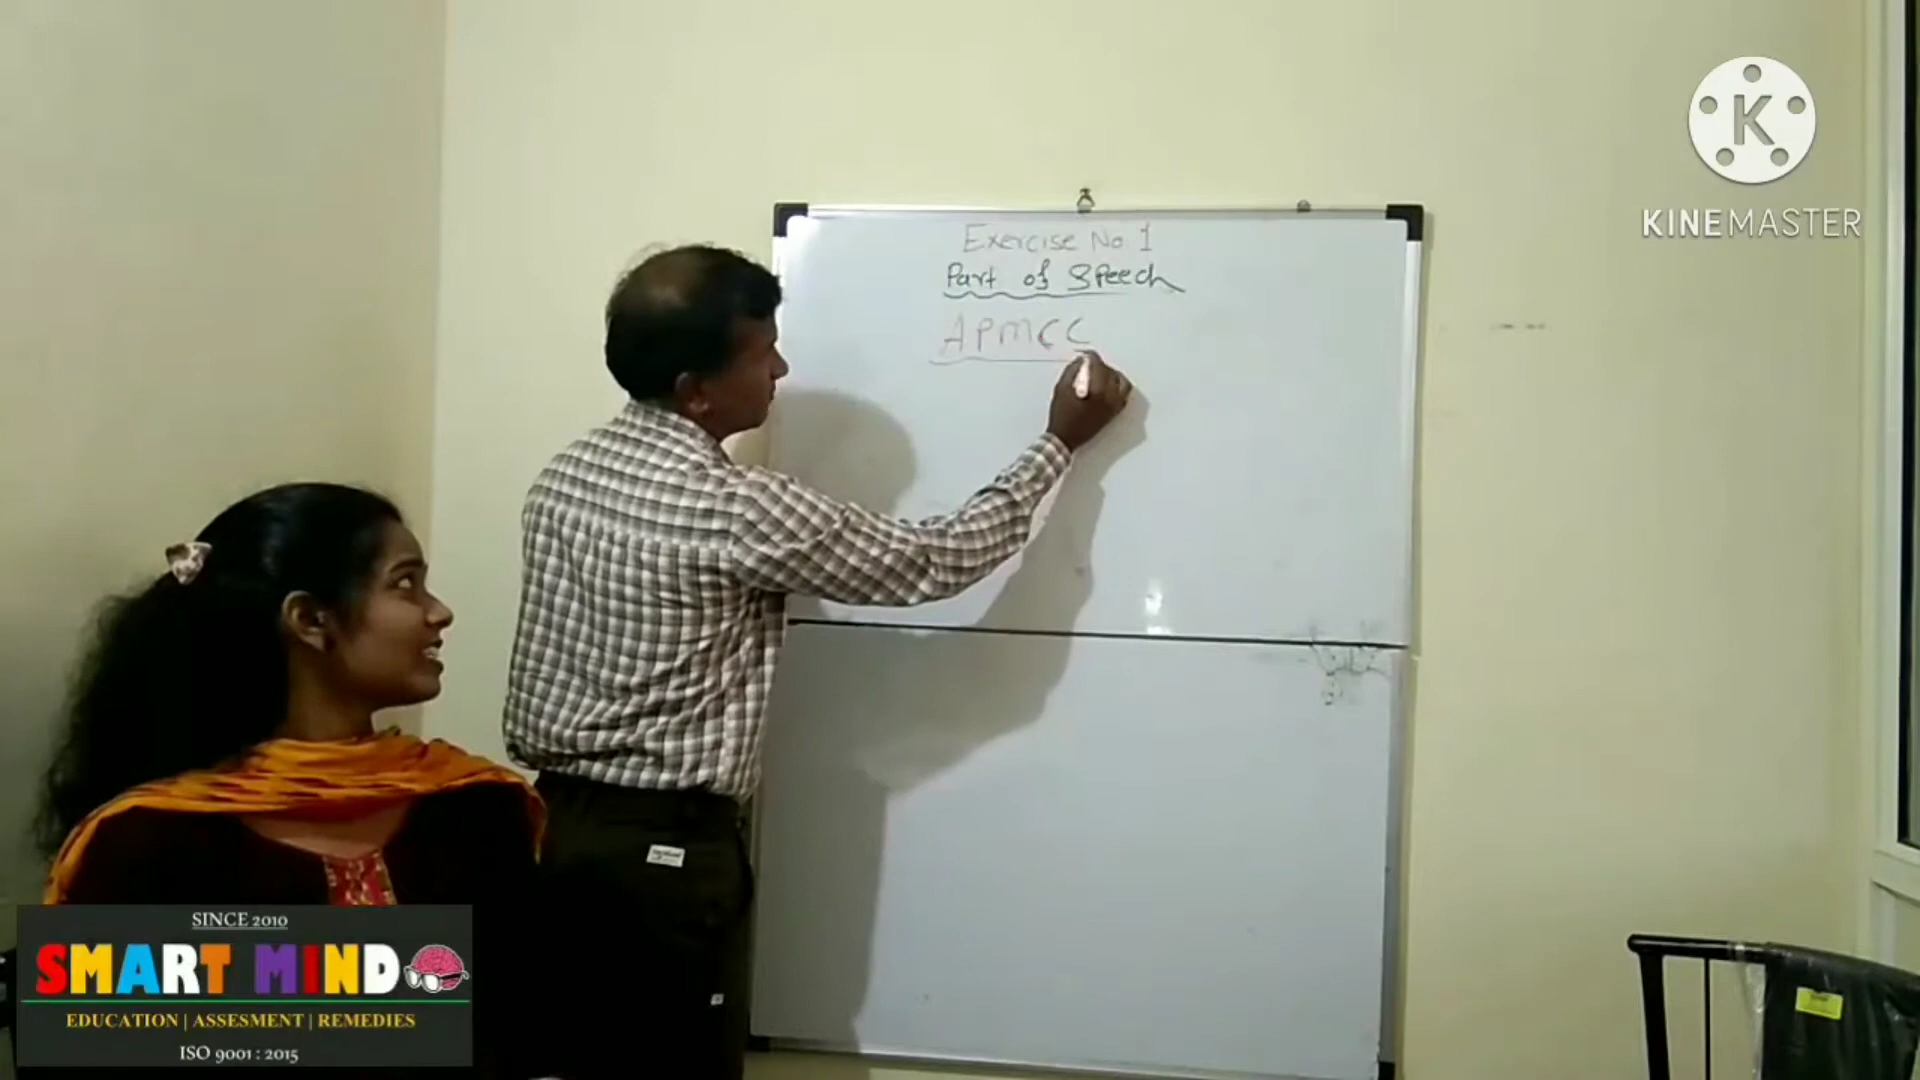 KINEMASTER
Exercise No 1
Part of Speech
APMCC
SINCE 2010
SMART MIND
EDUCATION | ASSESMENT | REMEDIES
ISO 9001 : 2015